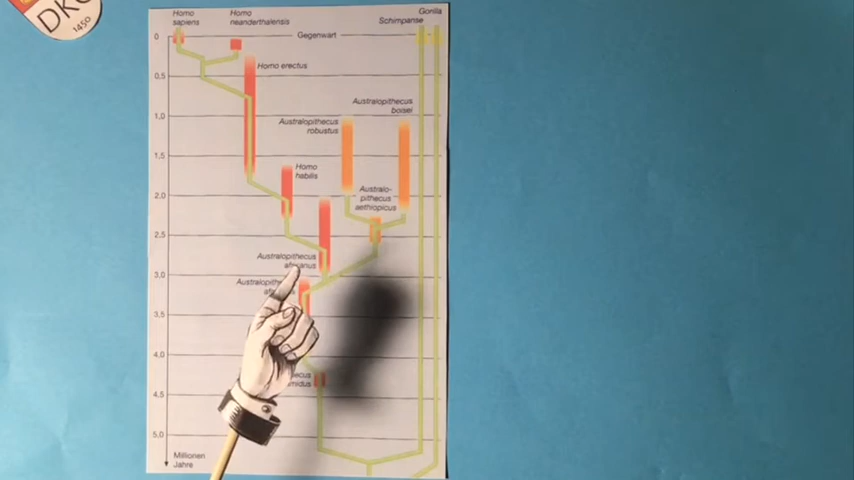 DKG
1450
Homo
sapiens
Homo
neanderthalensis
Gorilla
Schimpanse
0
Gegenwart
Homo erectus
0,5
Australopithecus
boisei
1,0
Australopithecus
robustus
1,5
Homo
habilis
Australo-
pithecus
aethiopicus
2,0
2,5
Australopithecus
africanus
3,0
3,5
4,0
4,5
5,0
Millionen
Jahre